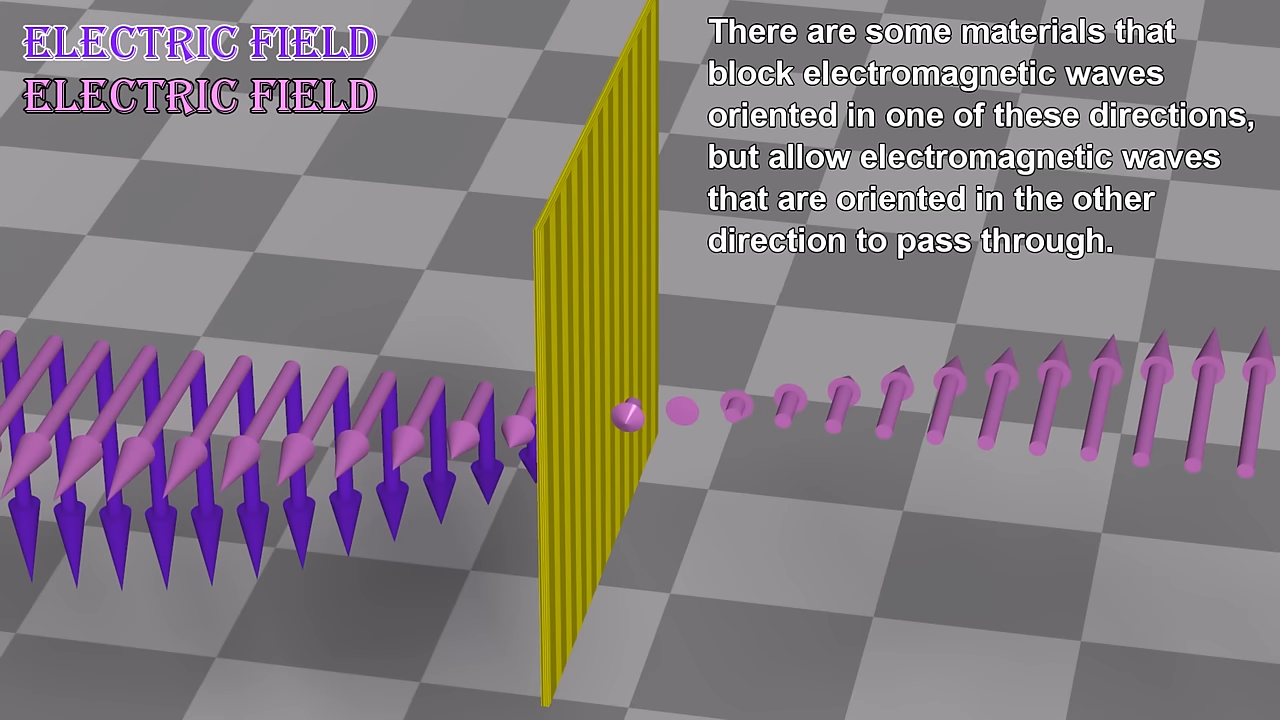 ELECTRIC FIELD
ELECTRIC FIELD
There are some materials that
block electromagnetic waves
oriented in one of these directions,
but allow electromagnetic waves
that are oriented in the other
direction to pass through.